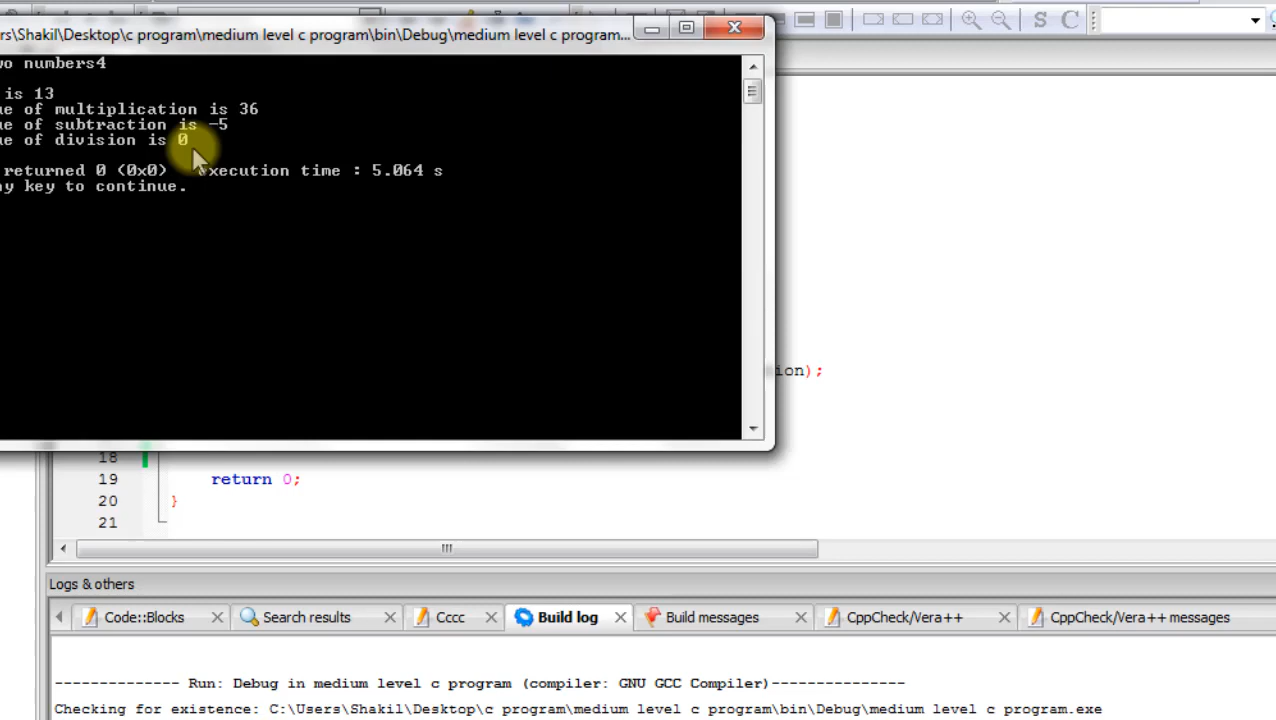 rs\Shakil\Desktop\c program\medium level c program\bin\Debug\medium level c program...
wo numbers4
is 13
ue of multiplication is 36
ue of subtraction is -5
ue of division is 0
returned 0 (0x0) execution time : 5.064 s
ny key to continue.
S C
ion);
18
19 return 0;
20 }
21
Logs & others
Code::Blocks Search results Cccc Build log Build messages CppCheck/Vera++ CppCheck/Vera++ messages
-------------- Run: Debug in medium level c program (compiler: GNU GCC Compiler)---------------
Checking for existence: C:\Users\Shakil\Desktop\c program\medium level c program\bin\Debug\medium level c program.exe